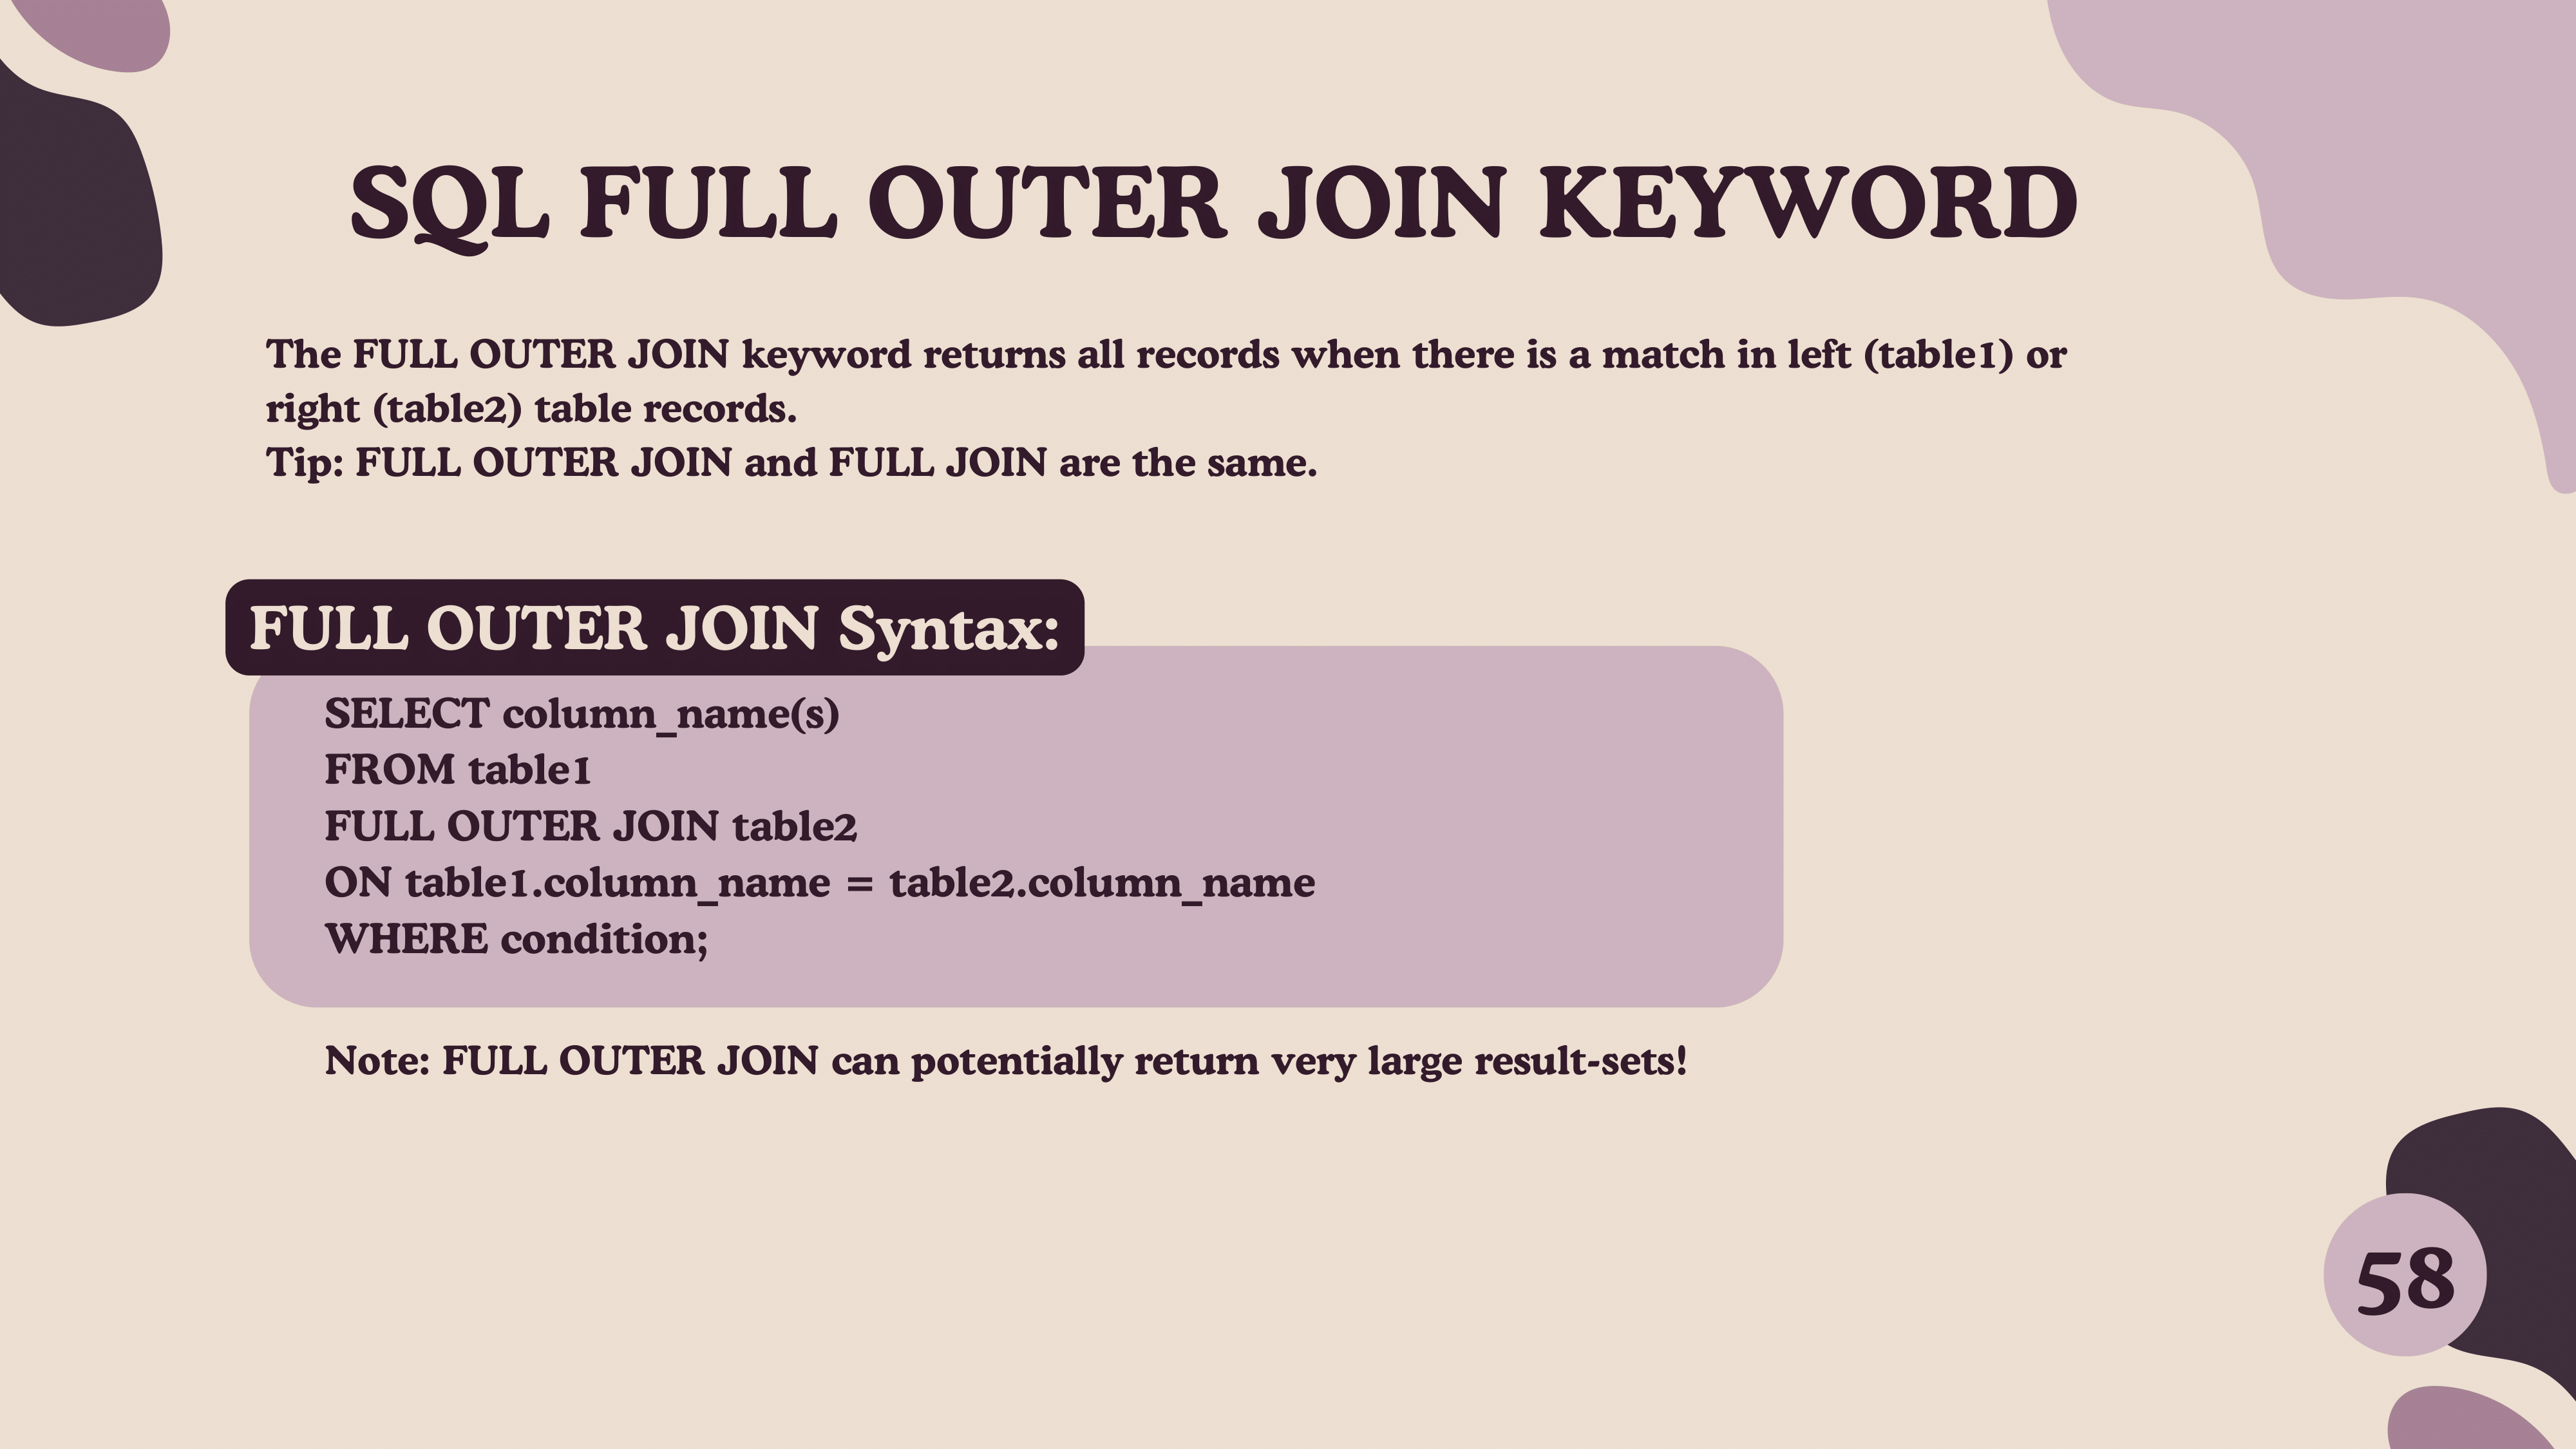 SQL FULL OUTER JOIN KEYWORD
The FULL OUTER JOIN keyword returns all records when there is a match in left (table1) or
right (table2) table records.
Tip: FULL OUTER JOIN and FULL JOIN are the same.
FULL OUTER JOIN Syntax:
SELECT column_name(s)
FROM table1
FULL OUTER JOIN table2
ON table1.column_name = table2.column_name
WHERE condition;
Note: FULL OUTER JOIN can potentially return very large result-sets!
58